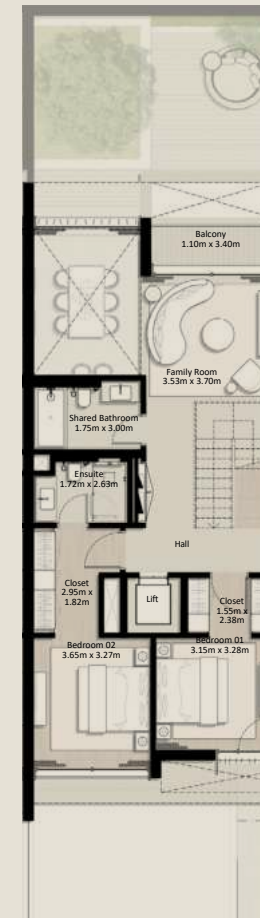 Balcony
1.10m x 3.40m
Family Room
3.53m x 3.70m
Shared Bathroom
1.75m x 3.00m
Ensuite
1.72m x 2.63m
Hall
Closet
2.95m x
1.82m
Lift
Closet
1.55m x
2.38m
Bedroom 02
3.65m x 3.27m
Bedroom 01
3.15m x 3.28m